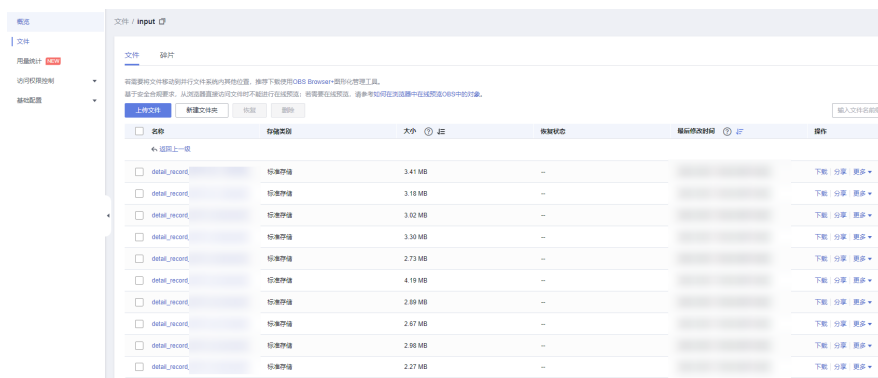 概览
文件
用量统计 NEW
访问权限控制
基础配置
文件 / input
文件 碎片
若需要将文件移动到并行文件系统内其他位置，推荐下载使用OBS Browser+图形化管理工具。
基于安全合规要求，从浏览器直接访问文件时不能进行在线预览；若需要在线预览，请参考如何在浏览器中在线预览OBS中的对象。
上传文件 新建文件夹 恢复 删除 输入文件名前
名称 存储类别 大小 恢复状态 最后修改时间 操作
返回上一级
detail_record_ 标准存储 3.41 MB -- 下载 分享 更多
detail_record_ 标准存储 3.18 MB -- 下载 分享 更多
detail_record_ 标准存储 3.02 MB -- 下载 分享 更多
detail_record_ 标准存储 3.30 MB -- 下载 分享 更多
detail_record_ 标准存储 2.73 MB -- 下载 分享 更多
detail_record_ 标准存储 4.19 MB -- 下载 分享 更多
detail_record_ 标准存储 2.89 MB -- 下载 分享 更多
detail_record_ 标准存储 2.67 MB -- 下载 分享 更多
detail_record_ 标准存储 2.98 MB -- 下载 分享 更多
detail_record_ 标准存储 2.27 MB -- 下载 分享 更多